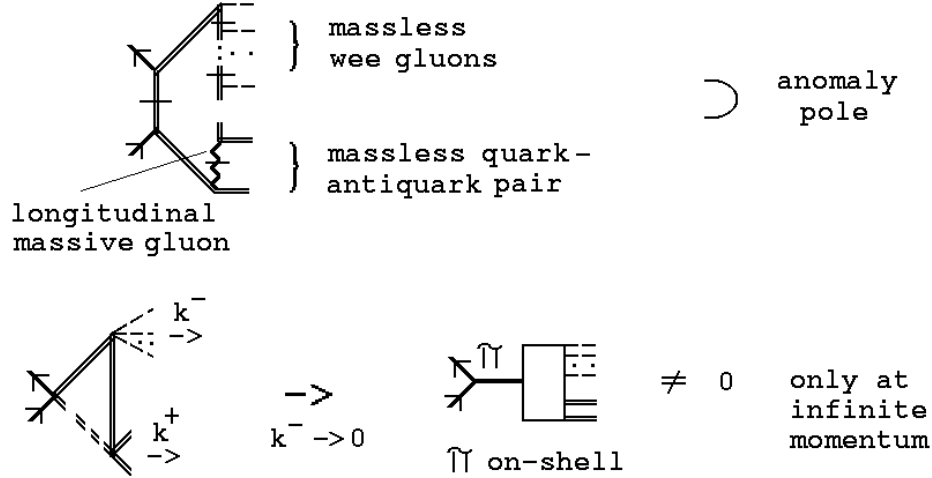 massless
wee gluons
anomaly
pole
massless quark-
antiquark pair
longitudinal
massive gluon
k⁻
->
k⁺
->
->
k⁻ ->0
π
π on-shell
≠ 0
only at
infinite
momentum